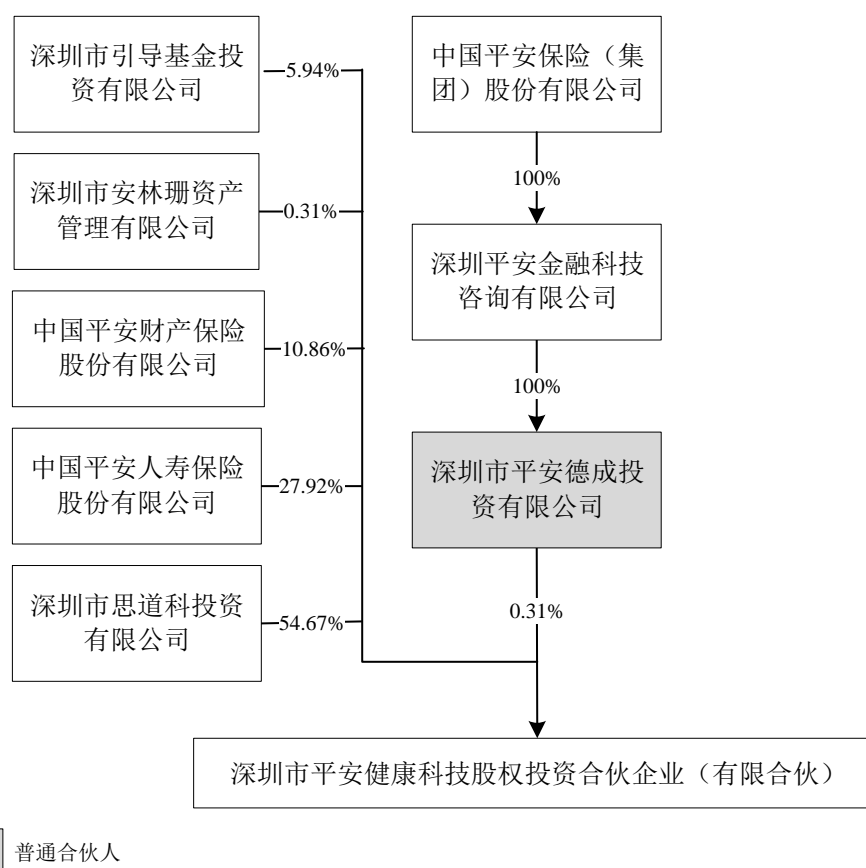 深圳市引导基金投
资有限公司
5.94%
中国平安保险（集
团）股份有限公司
100%
深圳市安林珊资产
管理有限公司
0.31%
深圳平安金融科技
咨询有限公司
中国平安财产保险
股份有限公司
10.86%
100%
中国平安人寿保险
股份有限公司
27.92%
深圳市平安德成投
资有限公司
深圳市思道科投资
有限公司
54.67%
0.31%
深圳市平安健康科技股权投资合伙企业（有限合伙）
普通合伙人